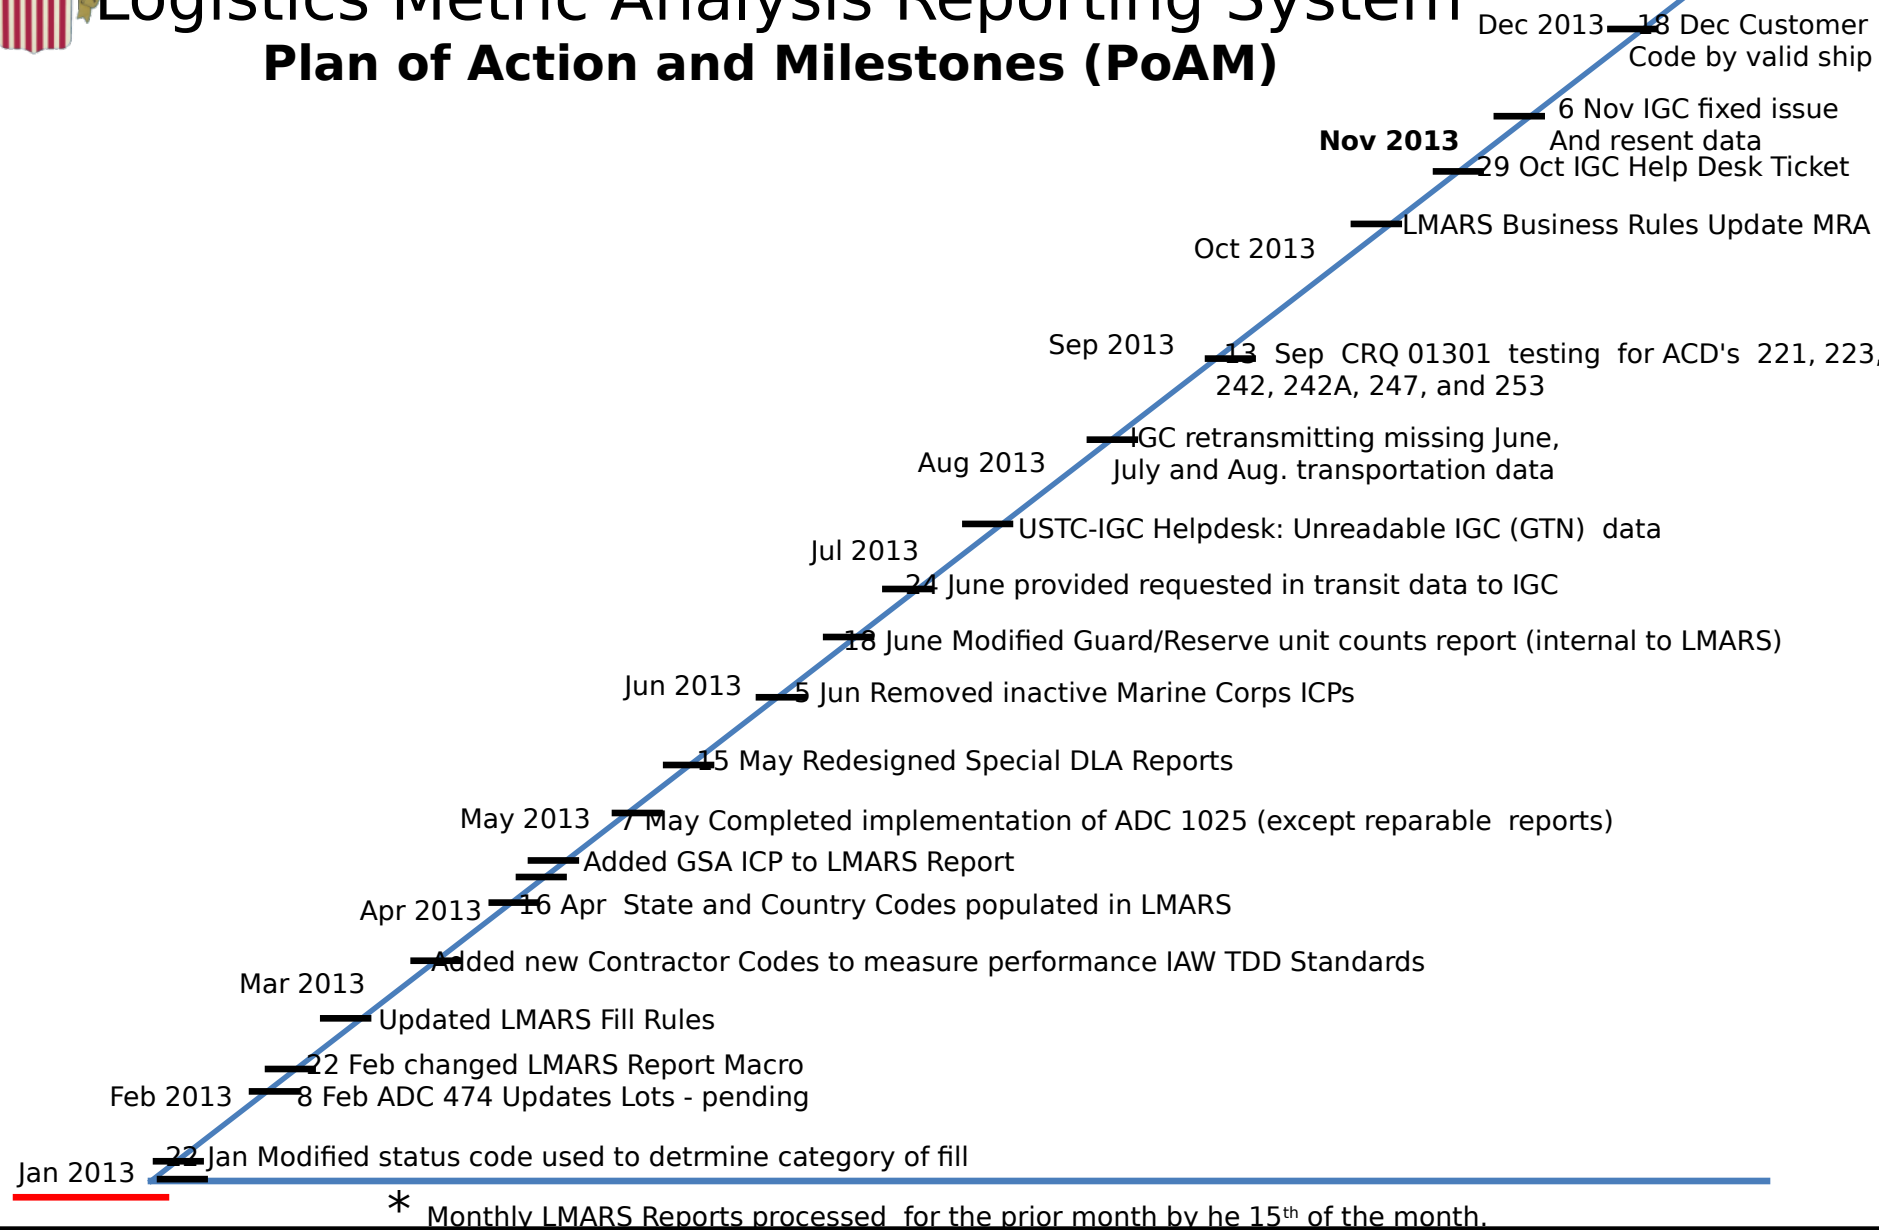 Logistics Metric Analysis Reporting System
Plan of Action and Milestones (PoAM)
Dec 2013
18 Dec Customer
Code by valid ship
6 Nov IGC fixed issue
And resent data
Nov 2013
29 Oct IGC Help Desk Ticket
LMARS Business Rules Update MRA
Oct 2013
Sep 2013
13 Sep CRQ 01301 testing for ACD's 221, 223,
242, 242A, 247, and 253
IGC retransmitting missing June,
July and Aug. transportation data
Aug 2013
USTC-IGC Helpdesk: Unreadable IGC (GTN) data
Jul 2013
24 June provided requested in transit data to IGC
18 June Modified Guard/Reserve unit counts report (internal to LMARS)
Jun 2013
5 Jun Removed inactive Marine Corps ICPs
15 May Redesigned Special DLA Reports
May 2013
7 May Completed implementation of ADC 1025 (except reparable reports)
Added GSA ICP to LMARS Report
Apr 2013
16 Apr State and Country Codes populated in LMARS
Added new Contractor Codes to measure performance IAW TDD Standards
Mar 2013
Updated LMARS Fill Rules
22 Feb changed LMARS Report Macro
Feb 2013
8 Feb ADC 474 Updates Lots - pending
22 Jan Modified status code used to detrmine category of fill
Jan 2013
* Monthly LMARS Reports processed for the prior month by he 15th of the month.